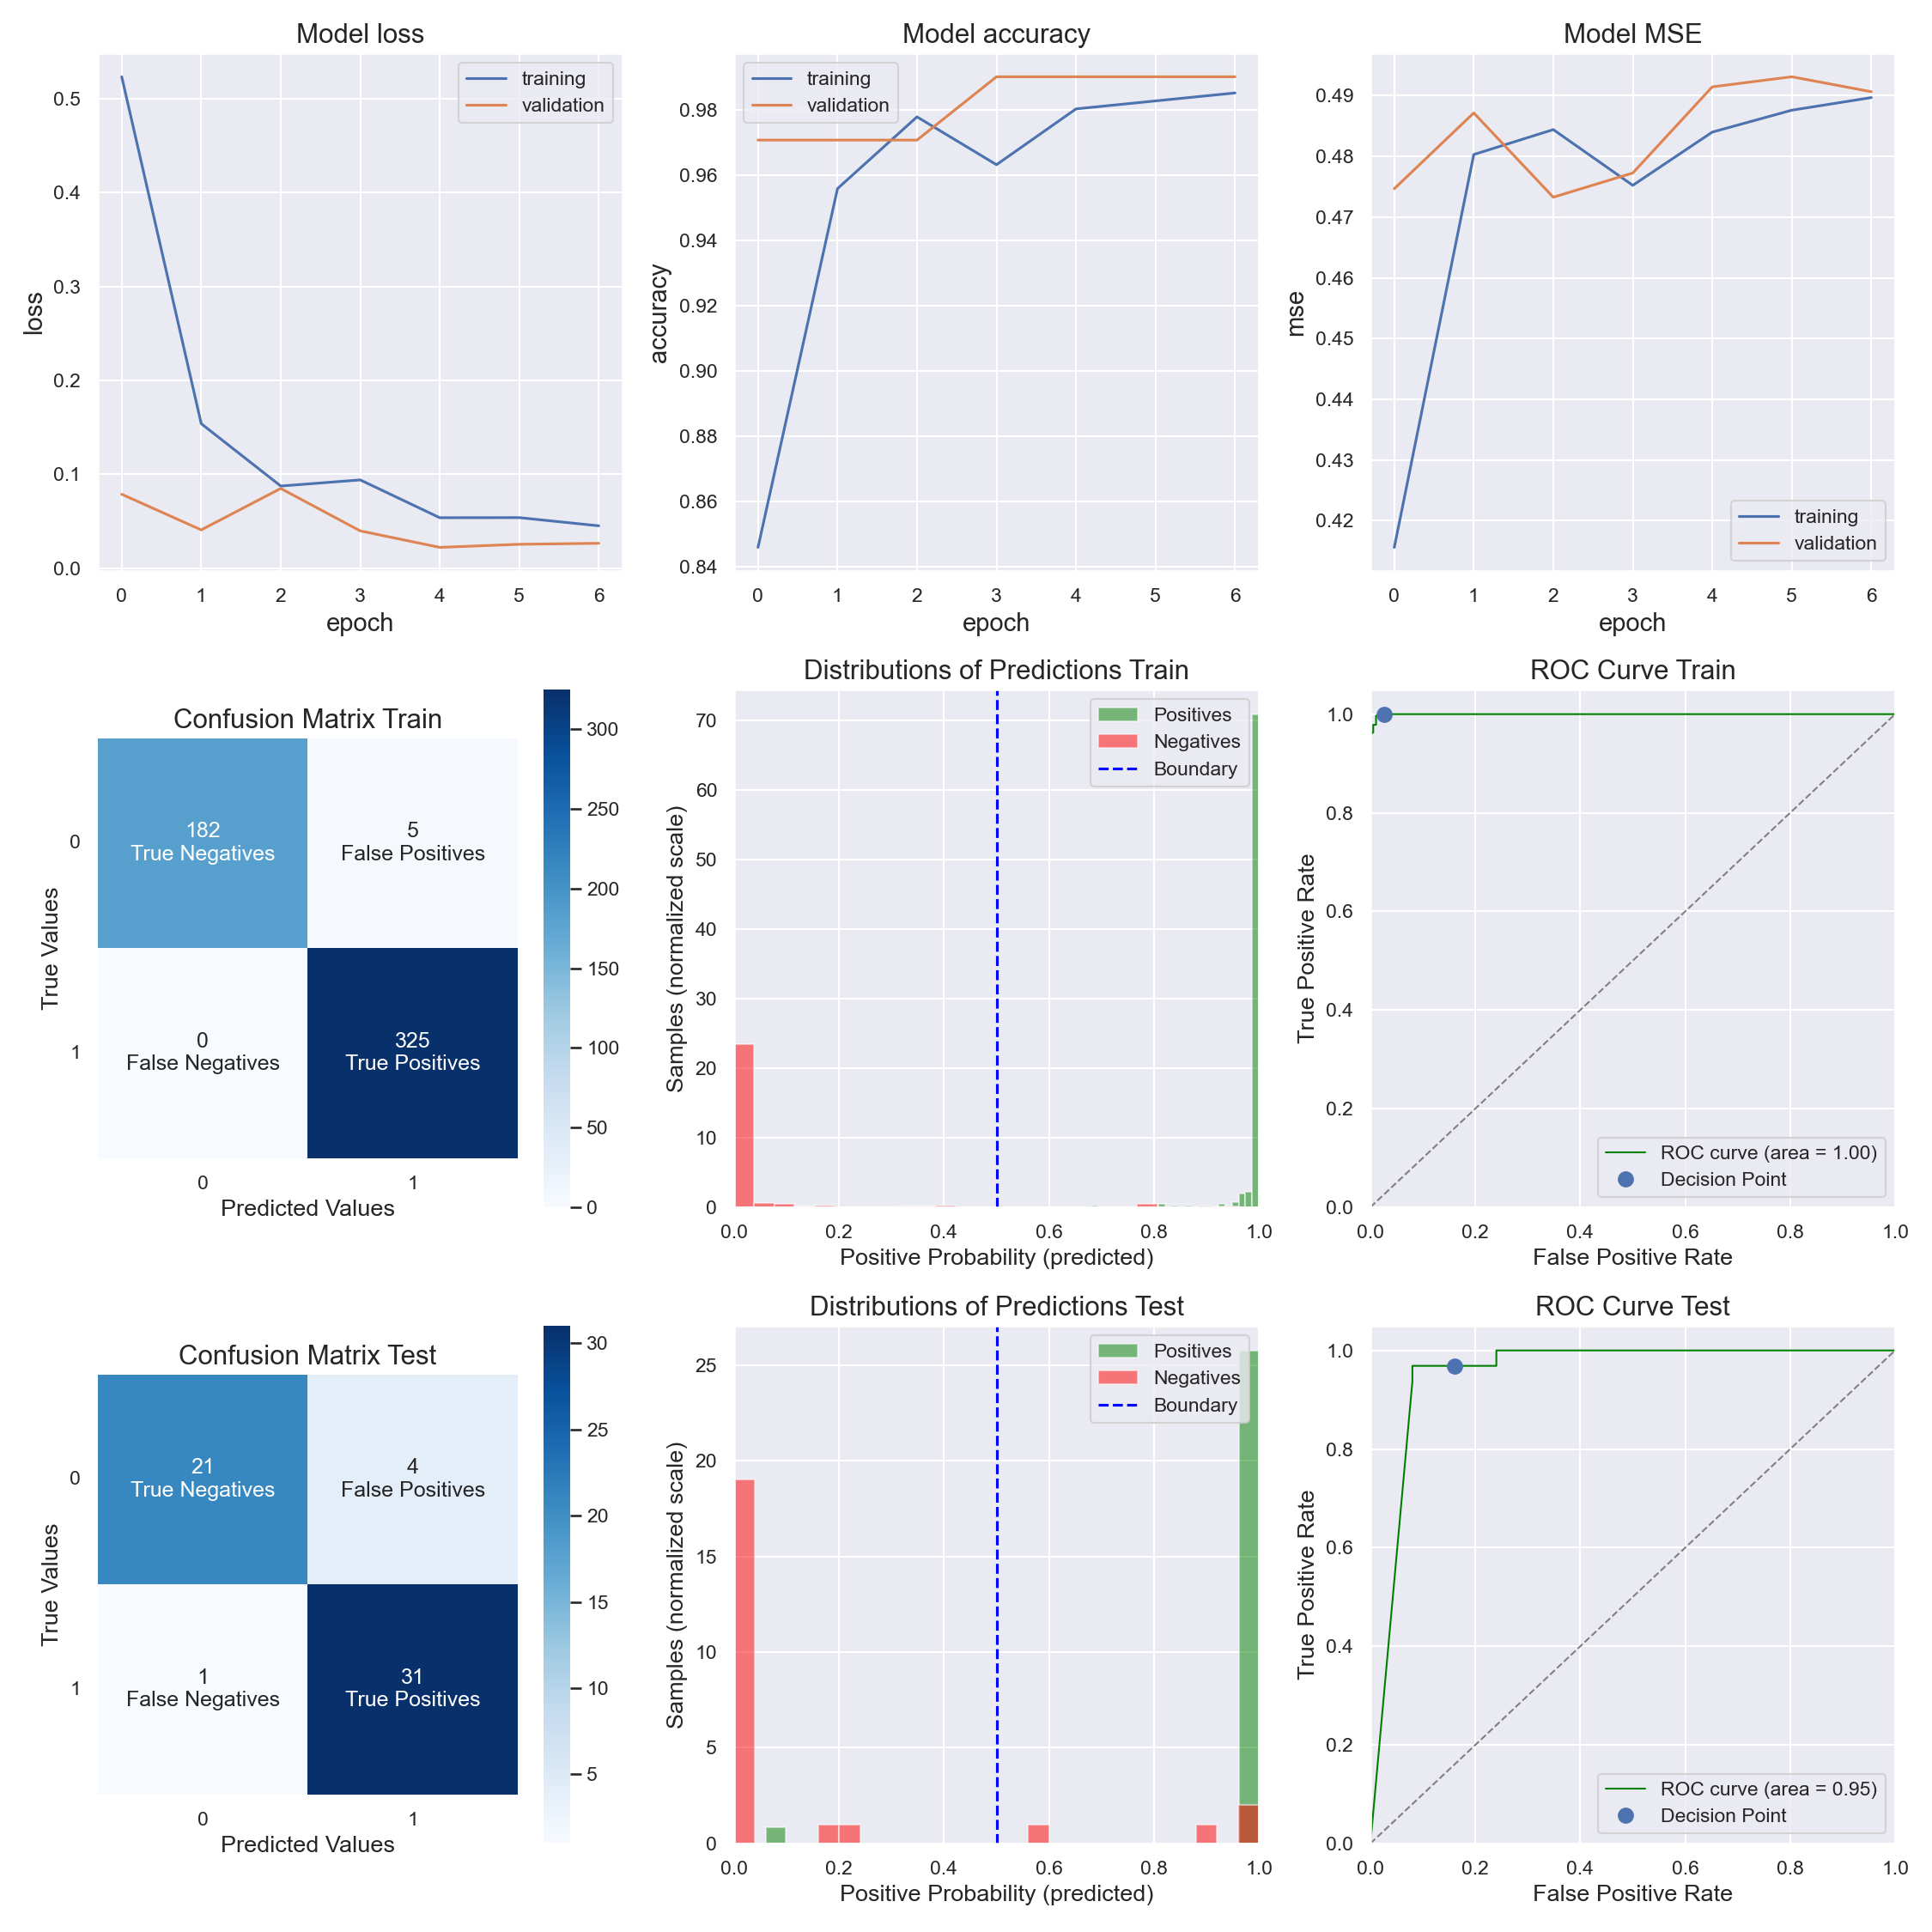 Model loss
training
validation
0.5
0.4
0.3
0.2
0.1
0.0
loss
0
1
2
3
4
5
6
epoch
Model accuracy
training
validation
0.98
0.96
0.94
0.92
0.90
0.88
0.86
0.84
accuracy
0
1
2
3
4
5
6
epoch
Model MSE
0.49
0.48
0.47
0.46
0.45
0.44
0.43
0.42
mse
training
validation
0
1
2
3
4
5
6
epoch
Confusion Matrix Train
182
True Negatives
5
False Positives
0
False Negatives
325
True Positives
0
1
True Values
0
1
Predicted Values
300
250
200
150
100
50
0
Distributions of Predictions Train
Positives
Negatives
Boundary
70
60
50
40
30
20
10
0
Samples (normalized scale)
0.0
0.2
0.4
0.6
0.8
1.0
Positive Probability (predicted)
ROC Curve Train
1.0
0.8
0.6
0.4
0.2
0.0
True Positive Rate
ROC curve (area = 1.00)
Decision Point
0.0
0.2
0.4
0.6
0.8
1.0
False Positive Rate
Confusion Matrix Test
21
True Negatives
4
False Positives
1
False Negatives
31
True Positives
0
1
True Values
0
1
Predicted Values
30
25
20
15
10
5
Distributions of Predictions Test
Positives
Negatives
Boundary
25
20
15
10
5
0
Samples (normalized scale)
0.0
0.2
0.4
0.6
0.8
1.0
Positive Probability (predicted)
ROC Curve Test
1.0
0.8
0.6
0.4
0.2
0.0
True Positive Rate
ROC curve (area = 0.95)
Decision Point
0.0
0.2
0.4
0.6
0.8
1.0
False Positive Rate